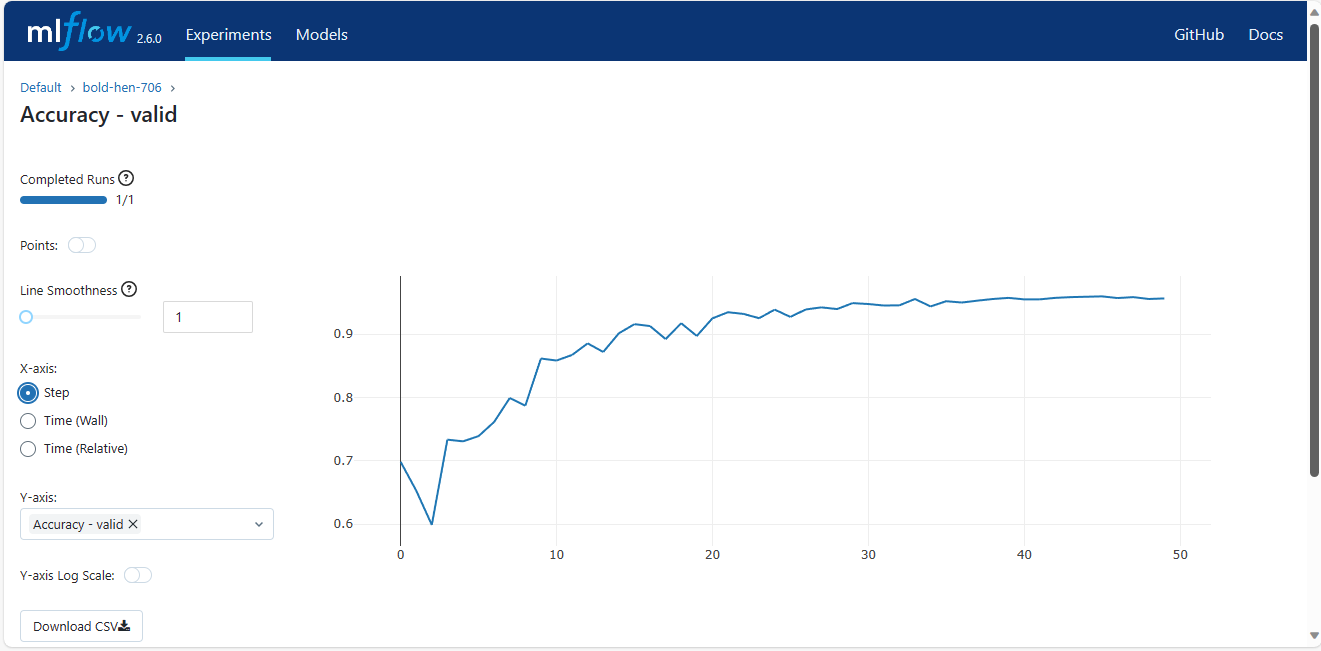 mlflow 2.6.0 Experiments Models GitHub Docs
Default > bold-hen-706 >
Accuracy - valid
Completed Runs ?
1/1
Points:
Line Smoothness ?
1
X-axis:
Step
Time (Wall)
Time (Relative)
Y-axis:
Accuracy - valid ×
Y-axis Log Scale:
Download CSV
0.9
0.8
0.7
0.6
0 10 20 30 40 50